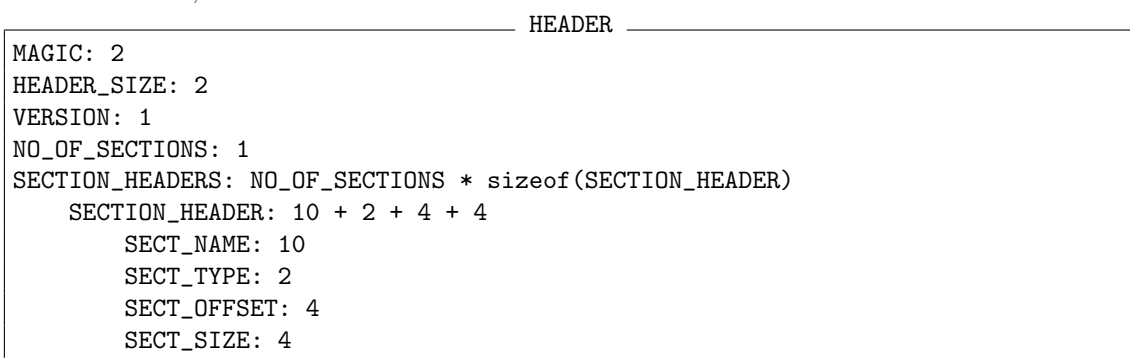 HEADER
MAGIC: 2
HEADER_SIZE: 2
VERSION: 1
NO_OF_SECTIONS: 1
SECTION_HEADERS: NO_OF_SECTIONS * sizeof(SECTION_HEADER)
    SECTION_HEADER: 10 + 2 + 4 + 4
        SECT_NAME: 10
        SECT_TYPE: 2
        SECT_OFFSET: 4
        SECT_SIZE: 4